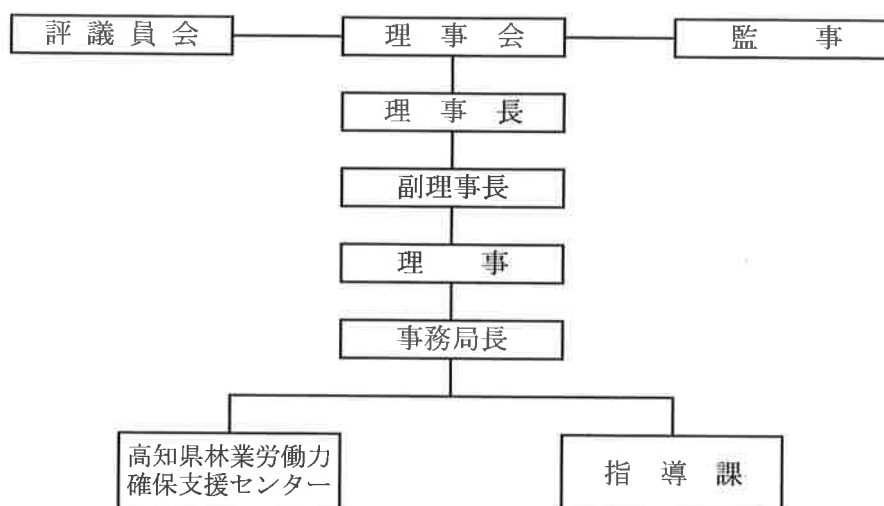 評議員会
理事会
監事
理事長
副理事長
理事
事務局長
高知県林業労働力
確保支援センター
指導課